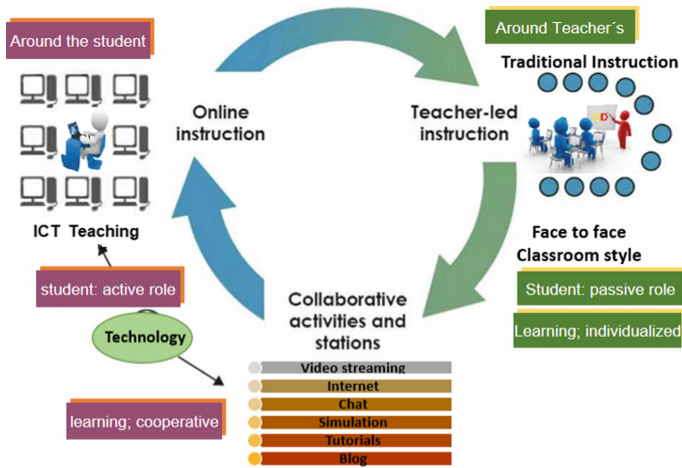 Around the student
Around Teacher´s
Traditional Instruction
Online
instruction
Teacher-led
instruction
UD
ICT Teaching
Face to face
Classroom style
student: active role
Student: passive role
Technology
Learning; individualized
learning; cooperative
Collaborative
activities and
stations
Video streaming
Internet
Chat
Simulation
Tutorials
Blog